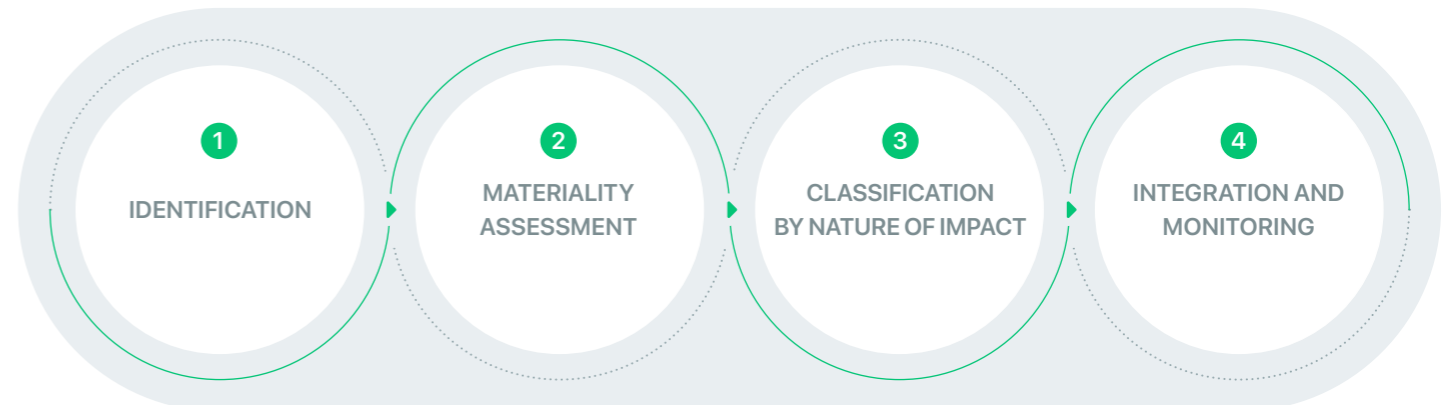 1
IDENTIFICATION
2
MATERIALITY
ASSESSMENT
3
CLASSIFICATION
BY NATURE OF IMPACT
4
INTEGRATION AND
MONITORING